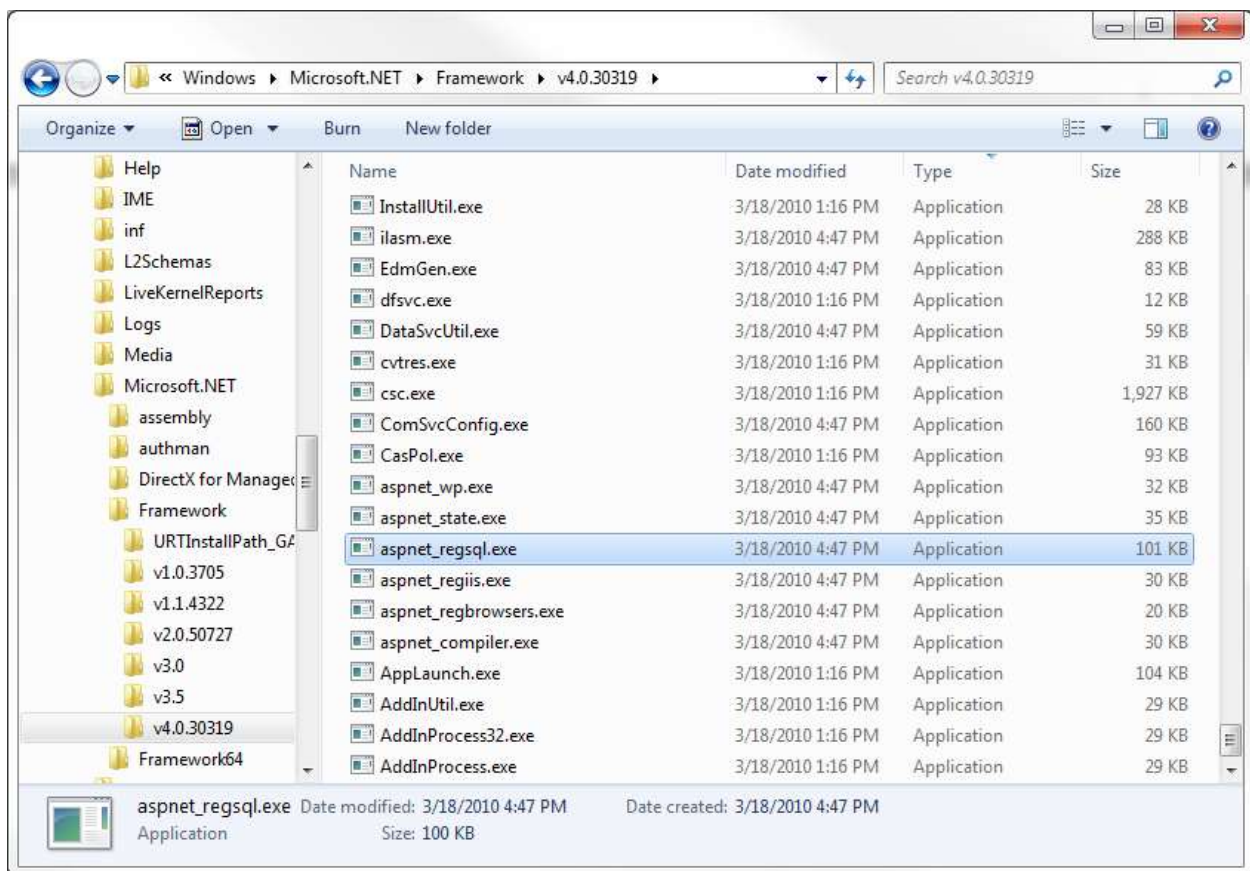 « Windows ▸ Microsoft.NET ▸ Framework ▸ v4.0.30319 ▸ Search v4.0.30319
Organize Open Burn New folder
Help
IME
inf
L2Schemas
LiveKernelReports
Logs
Media
Microsoft.NET
assembly
authman
DirectX for Managed
Framework
URTInstallPath_GA
v1.0.3705
v1.1.4322
v2.0.50727
v3.0
v3.5
v4.0.30319
Framework64
Name Date modified Type Size
InstallUtil.exe 3/18/2010 1:16 PM Application 28 KB
ilasm.exe 3/18/2010 4:47 PM Application 288 KB
EdmGen.exe 3/18/2010 4:47 PM Application 83 KB
dfsvc.exe 3/18/2010 1:16 PM Application 12 KB
DataSvcUtil.exe 3/18/2010 4:47 PM Application 59 KB
cvtres.exe 3/18/2010 1:16 PM Application 31 KB
csc.exe 3/18/2010 1:16 PM Application 1,927 KB
ComSvcConfig.exe 3/18/2010 4:47 PM Application 160 KB
CasPol.exe 3/18/2010 1:16 PM Application 93 KB
aspnet_wp.exe 3/18/2010 4:47 PM Application 32 KB
aspnet_state.exe 3/18/2010 4:47 PM Application 35 KB
aspnet_regsql.exe 3/18/2010 4:47 PM Application 101 KB
aspnet_regiis.exe 3/18/2010 4:47 PM Application 30 KB
aspnet_regbrowsers.exe 3/18/2010 4:47 PM Application 20 KB
aspnet_compiler.exe 3/18/2010 4:47 PM Application 30 KB
AppLaunch.exe 3/18/2010 1:16 PM Application 104 KB
AddInUtil.exe 3/18/2010 1:16 PM Application 29 KB
AddInProcess32.exe 3/18/2010 1:16 PM Application 29 KB
AddInProcess.exe 3/18/2010 1:16 PM Application 29 KB
aspnet_regsql.exe Date modified: 3/18/2010 4:47 PM Date created: 3/18/2010 4:47 PM
Application Size: 100 KB